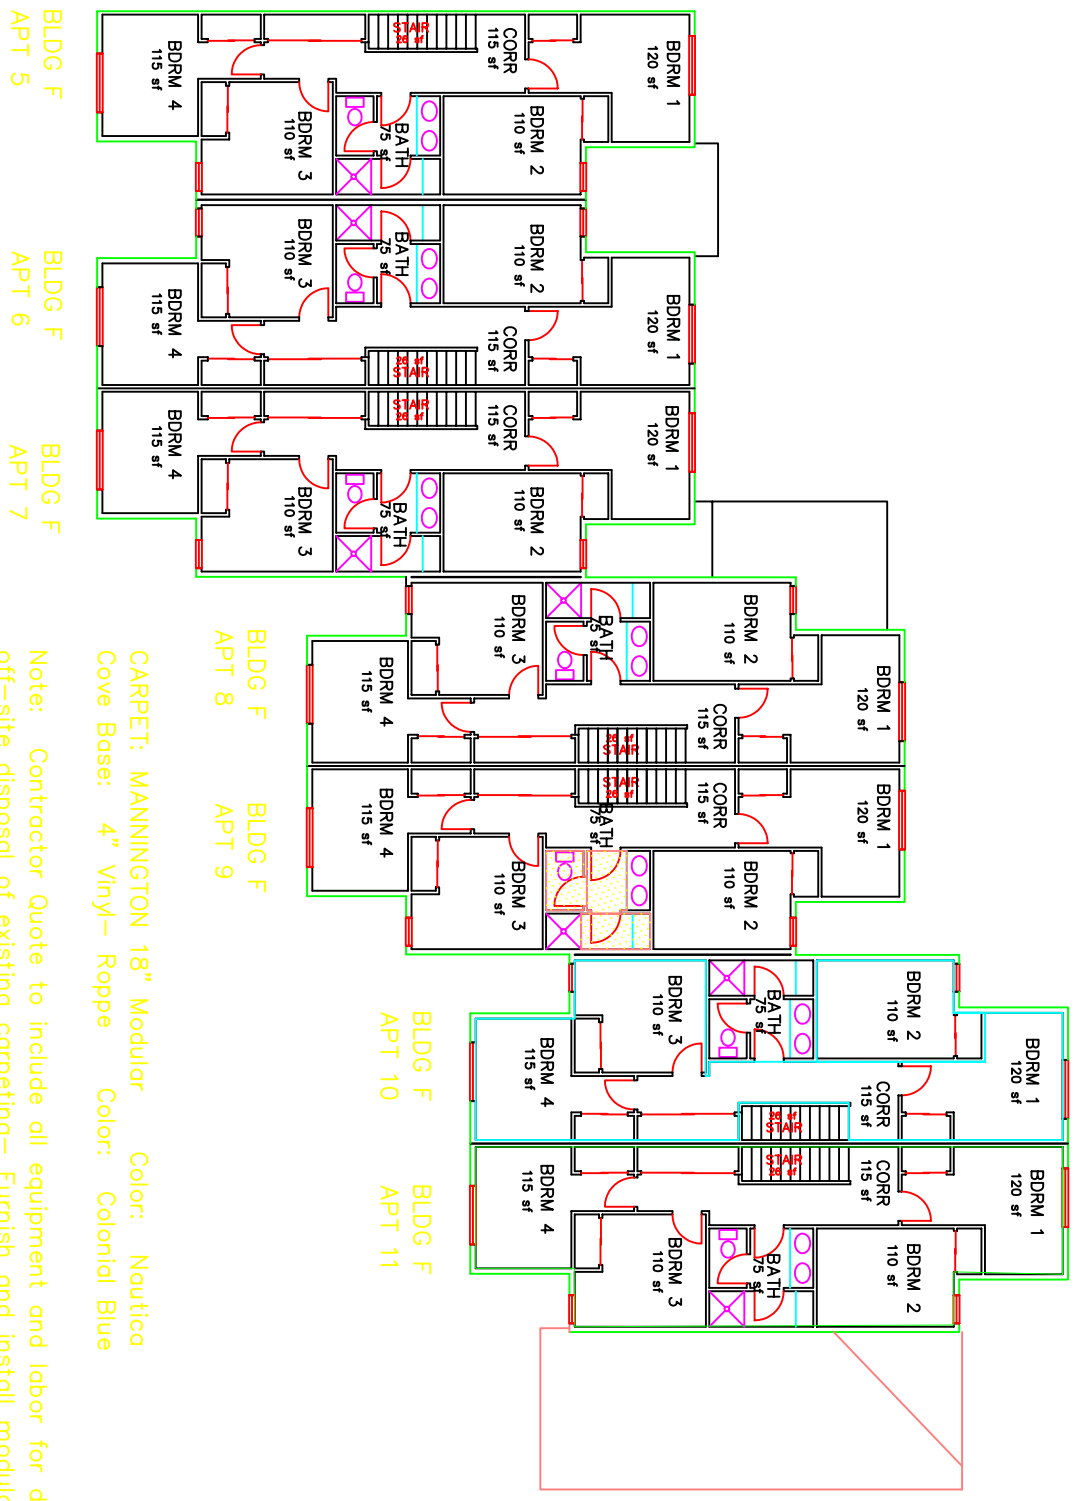 BDRM 1
120 sf
CORR
115 sf
BDRM 2
110 sf
STAIR
26 sf
BATH
75 sf
BDRM 3
110 sf
BDRM 4
115 sf
BLDG F
APT 5
BDRM 1
120 sf
BDRM 2
110 sf
CORR
115 sf
BATH
75 sf
26 sf
STAIR
BDRM 3
110 sf
BDRM 4
115 sf
BLDG F
APT 6
BDRM 1
120 sf
CORR
115 sf
BDRM 2
110 sf
STAIR
26 sf
BATH
75 sf
BDRM 3
110 sf
BDRM 4
115 sf
BLDG F
APT 7
BDRM 1
120 sf
BDRM 2
110 sf
CORR
115 sf
BATH
75 sf
26 sf
STAIR
BDRM 3
110 sf
BDRM 4
115 sf
BLDG F
APT 8
BDRM 1
120 sf
CORR
115 sf
BDRM 2
110 sf
STAIR
26 sf
BATH
75 sf
BDRM 3
110 sf
BDRM 4
115 sf
BLDG F
APT 9
BDRM 1
120 sf
BDRM 2
110 sf
CORR
115 sf
BATH
75 sf
26 sf
STAIR
BDRM 3
110 sf
BDRM 4
115 sf
BLDG F
APT 10
BDRM 1
120 sf
CORR
115 sf
BDRM 2
110 sf
STAIR
26 sf
BATH
75 sf
BDRM 3
110 sf
BDRM 4
115 sf
BLDG F
APT 11
CARPET: MANNINGTON 18" Modular Color: Nautica
Cove Base: 4" Vinyl- Roppe Color: Colonial Blue
Note: Contractor Quote to include all equipment and labor for
off-site disposal of existing carpeting- Furnish and install